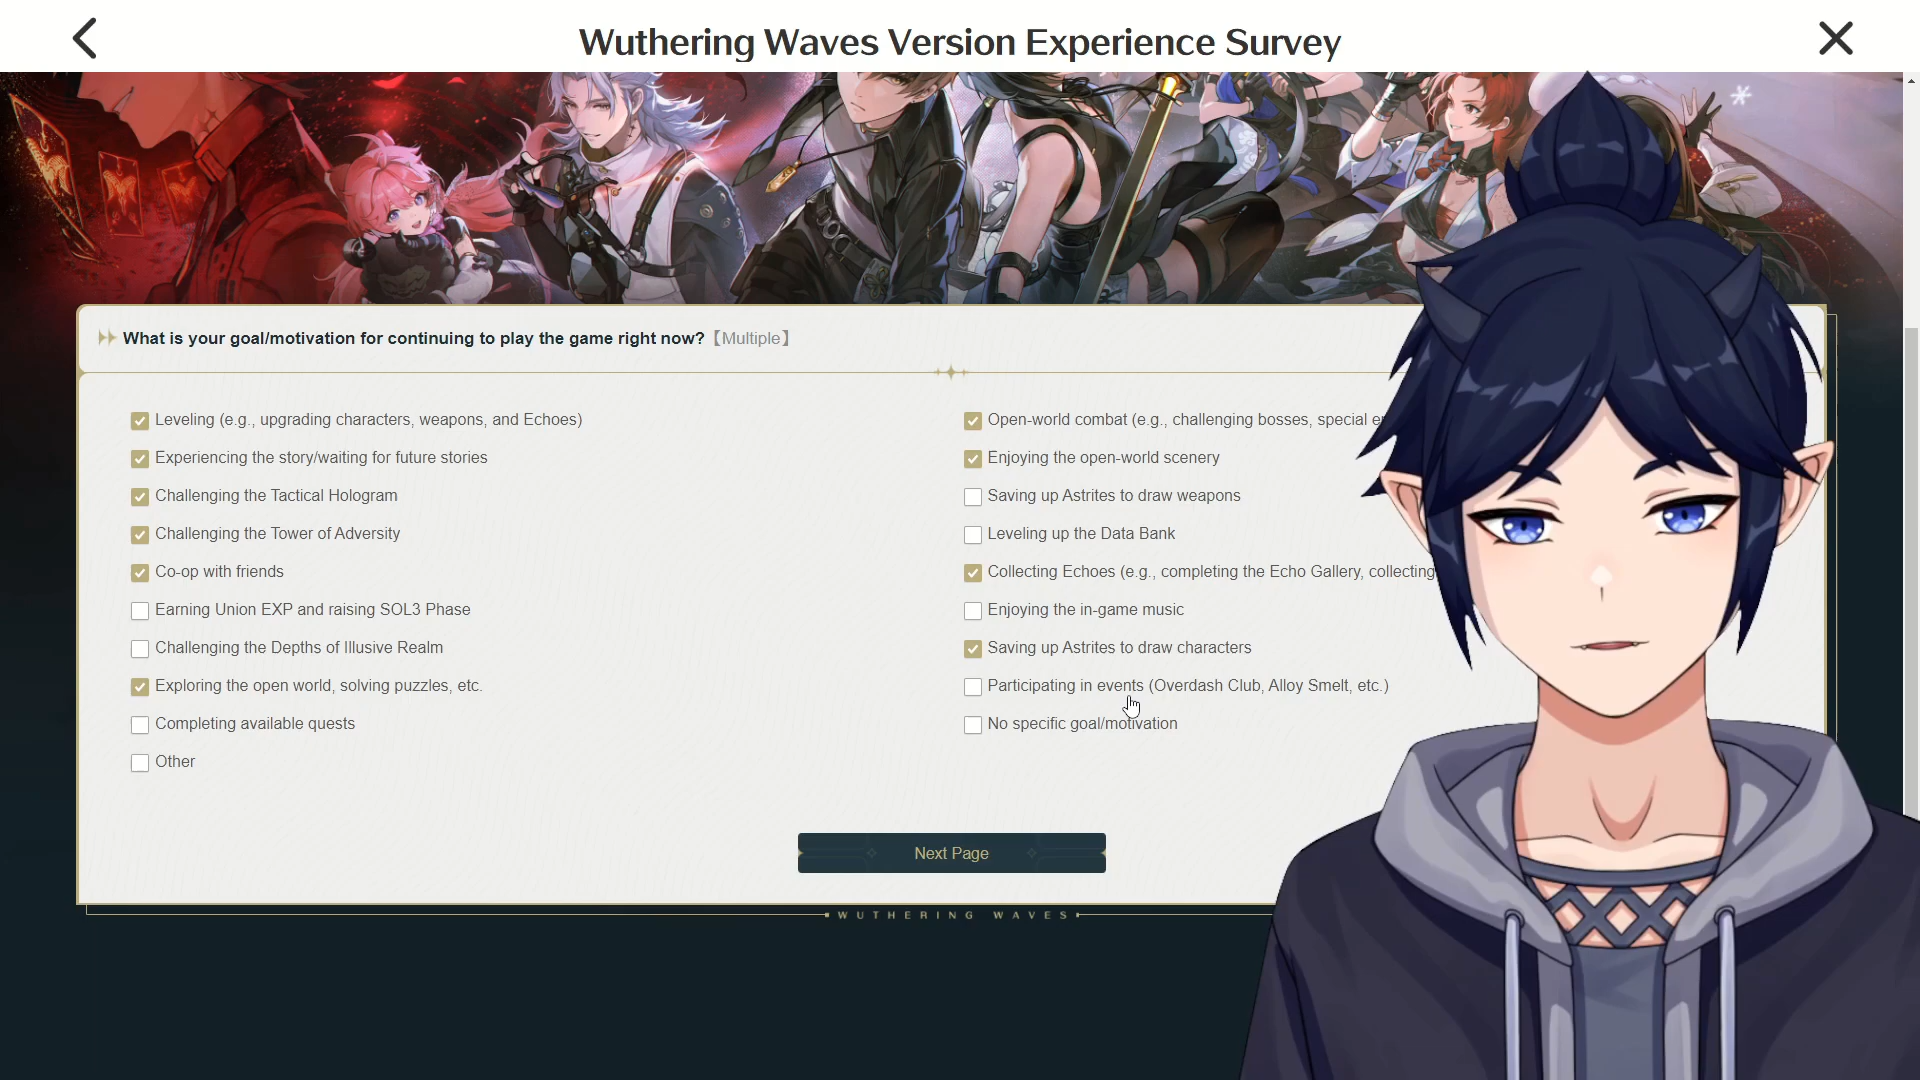 Wuthering Waves Version Experience Survey
What is your goal/motivation for continuing to play the game right now?【Multiple】
Leveling (e.g., upgrading characters, weapons, and Echoes)
Open-world combat (e.g., challenging bosses, special
Experiencing the story/waiting for future stories
Enjoying the open-world scenery
Challenging the Tactical Hologram
Saving up Astrites to draw weapons
Challenging the Tower of Adversity
Leveling up the Data Bank
Co-op with friends
Collecting Echoes (e.g., completing the Echo Gallery, collecting
Earning Union EXP and raising SOL3 Phase
Enjoying the in-game music
Challenging the Depths of Illusive Realm
Saving up Astrites to draw characters
Exploring the open world, solving puzzles, etc.
Participating in events (Overdash Club, Alloy Smelt, etc.)
Completing available quests
No specific goal/motivation
Other
Next Page
WUTHERING WAVES